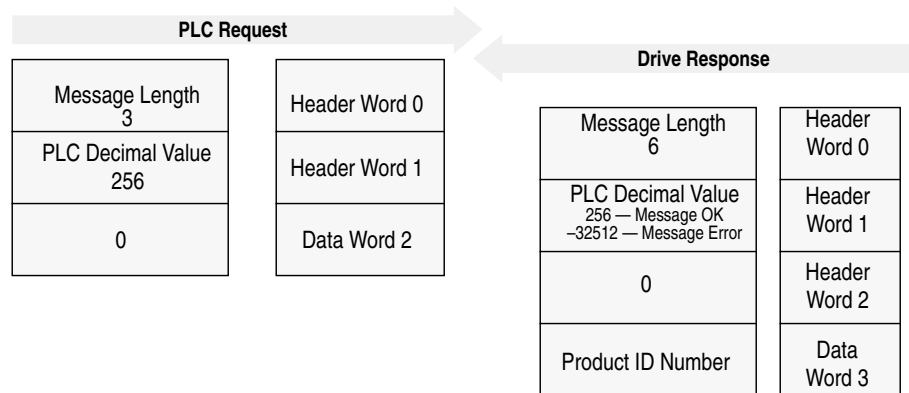 PLC Request
Message Length
3
Header Word 0
PLC Decimal Value
256
Header Word 1
0
Data Word 2
Drive Response
Message Length
6
Header
Word 0
PLC Decimal Value
256 — Message OK
–32512 — Message Error
Header
Word 1
0
Header
Word 2
Product ID Number
Data
Word 3